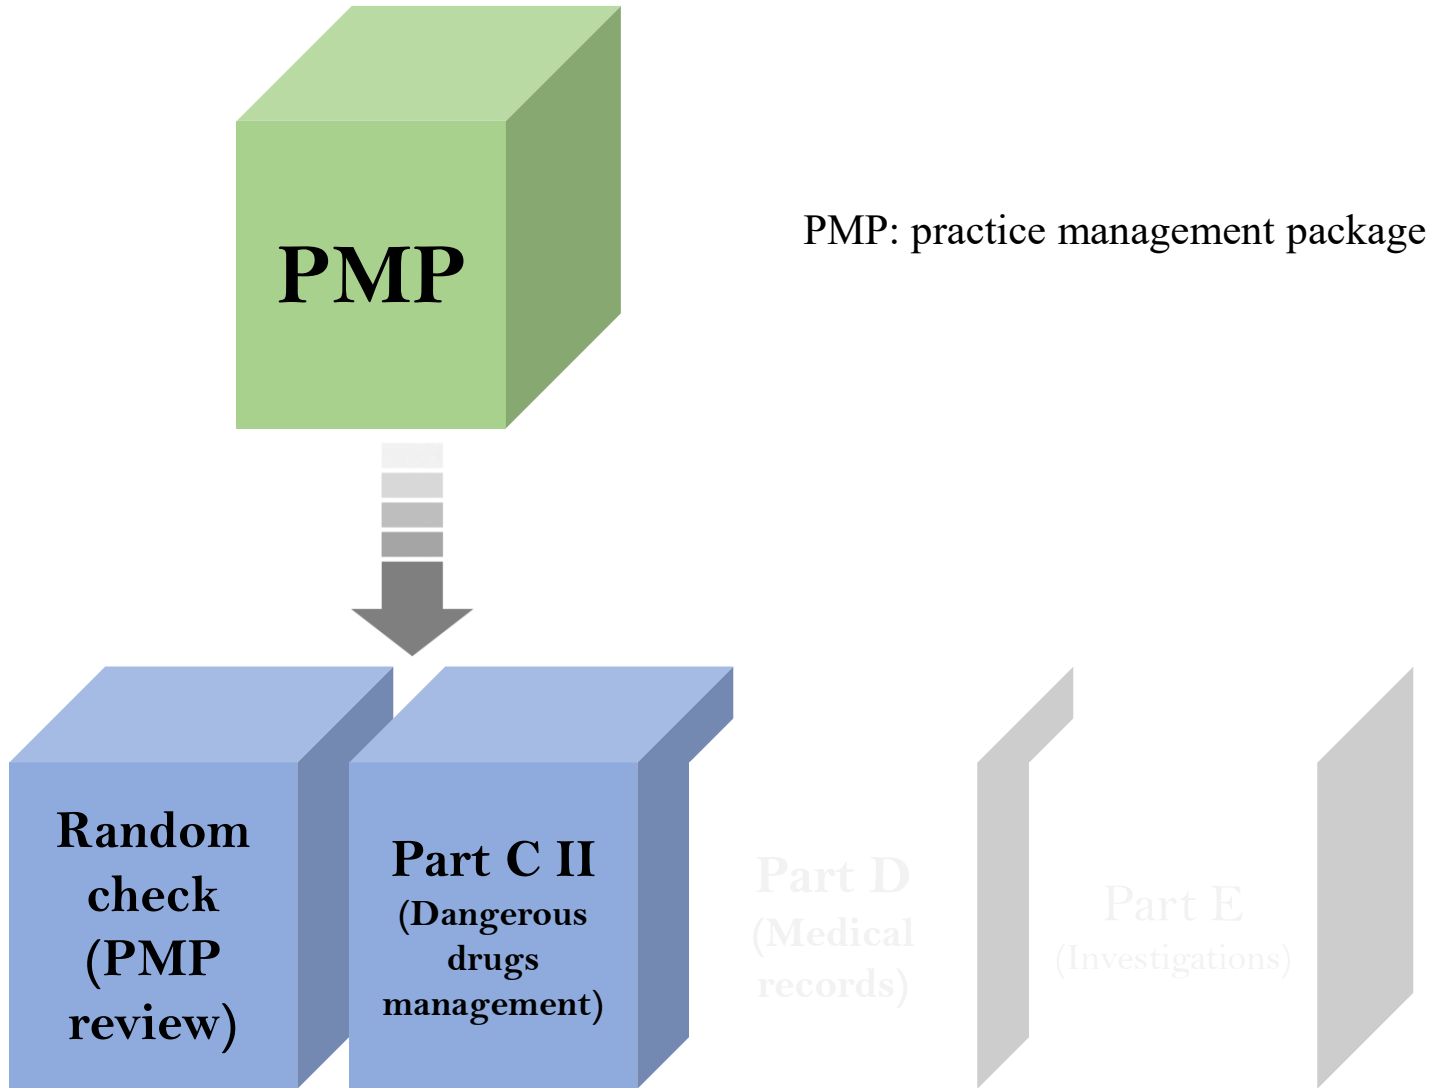 PMP
PMP: practice management package
Random
check
(PMP
review)
Part C II
(Dangerous
drugs
management)
Part D
(Medical
records)
Part E
(Investigations)